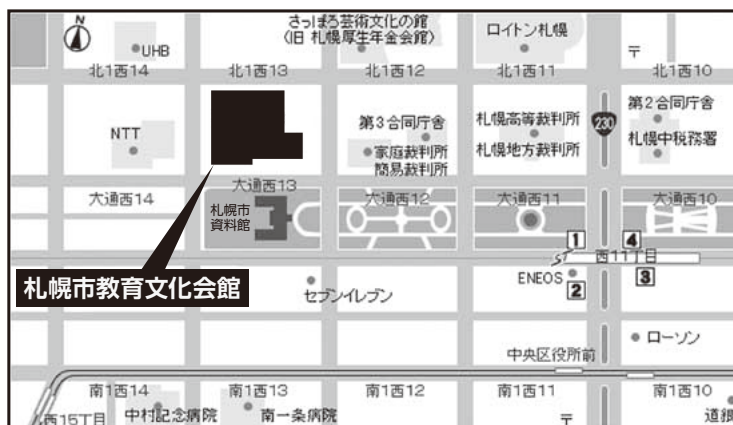 N
UHB
さっぽろ芸術文化の館
〈旧 札幌厚生年金会館〉
ロイトン札幌
〒
北1西14
北1西13
北1西12
北1西11
北1西10
NTT
第3合同庁舎
家庭裁判所
簡易裁判所
札幌高等裁判所
札幌地方裁判所
230
第2合同庁舎
札幌中税務署
大通西14
大通西13
大通西12
大通西11
大通西10
札幌市
資料館
1
4
西11丁目
札幌市教育文化会館
セブンイレブン
ENEOS
2
3
ローソン
中央区役所前
南1西14
南1西13
南1西12
南1西11
南1西10
西15丁目
中村記念病院
南一条病院
〒
道銀